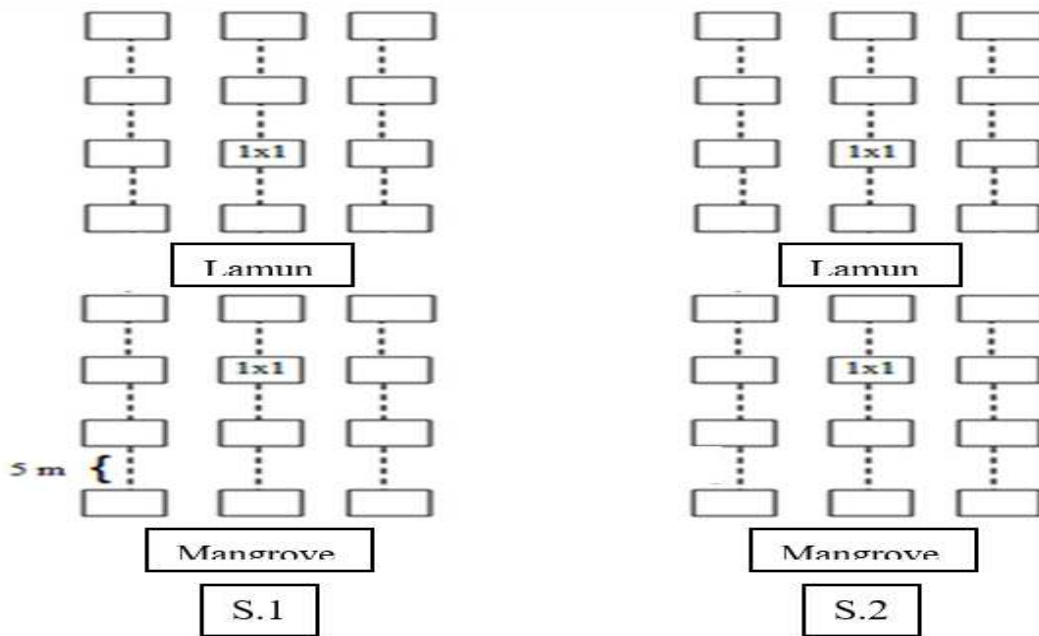 1x1 1x1
Lamun Lamun
1x1 1x1
5 m {
Mangrove Mangrove
S.1 S.2